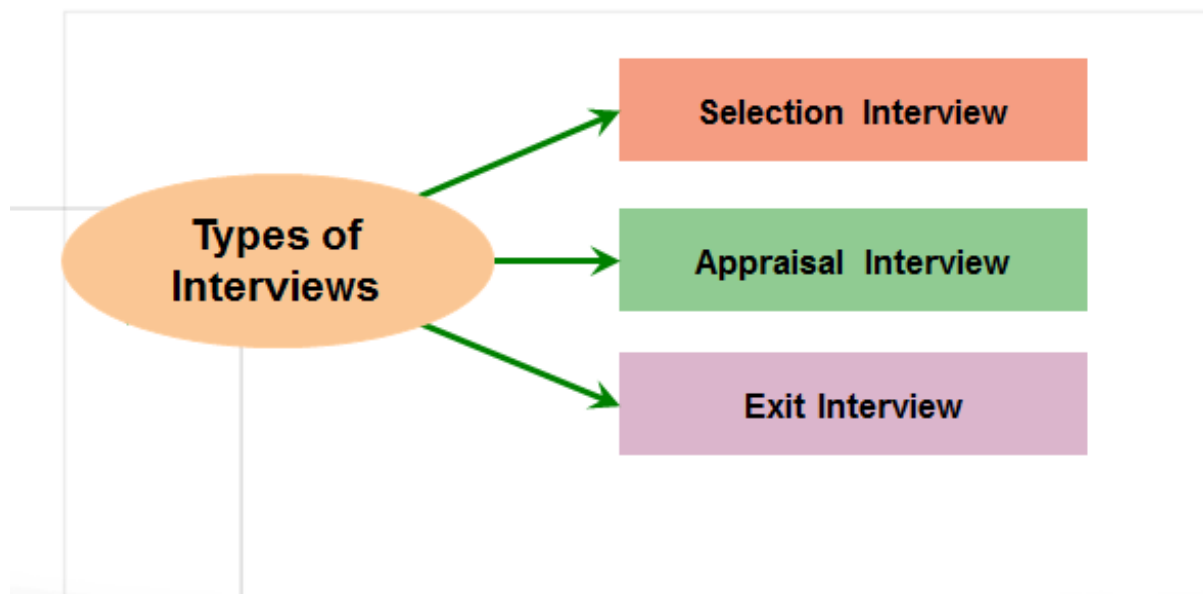 Types of
Interviews
Selection Interview
Appraisal Interview
Exit Interview